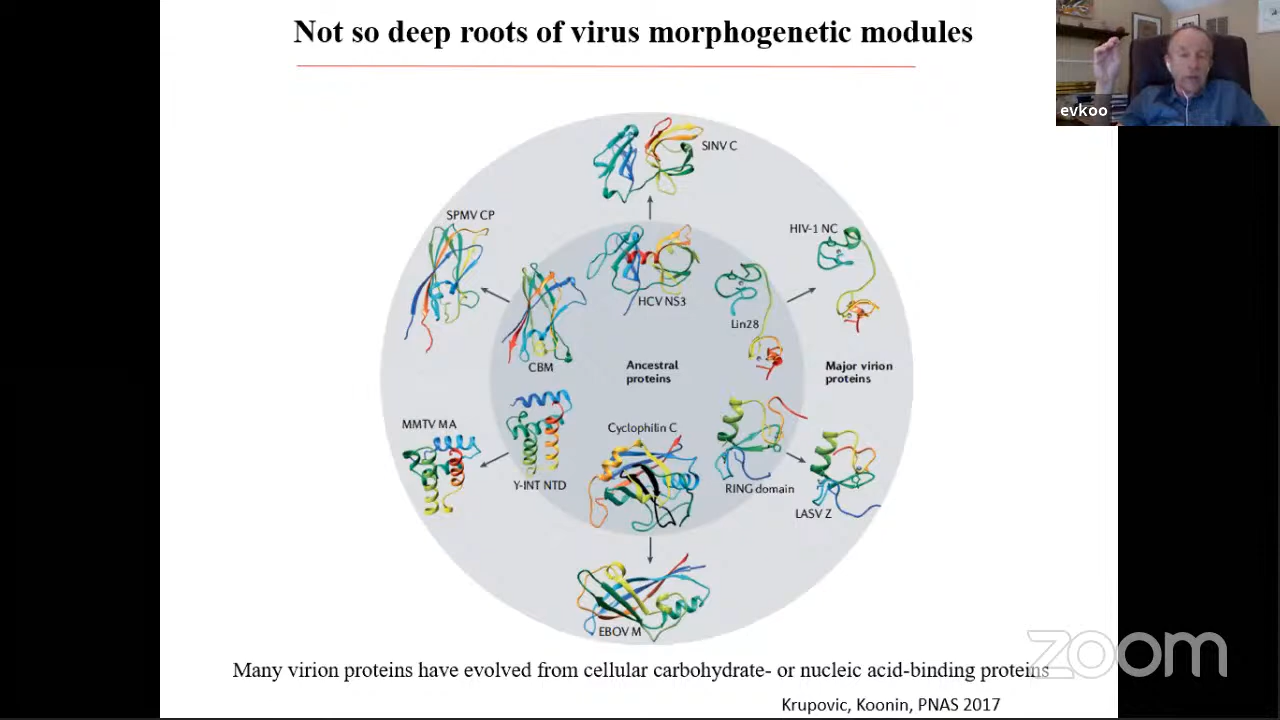 Not so deep roots of virus morphogenetic modules
evkoo
SINV C
SPMV CP
HIV-1 NC
HCV NS3
Lin28
CBM
Ancestral
proteins
Major virion
proteins
MMTV MA
Cyclophilin C
Y-INT NTD
RING domain
LASV Z
EBOV M
zoom
Many virion proteins have evolved from cellular carbohydrate- or nucleic acid-binding proteins
Krupovic, Koonin, PNAS 2017